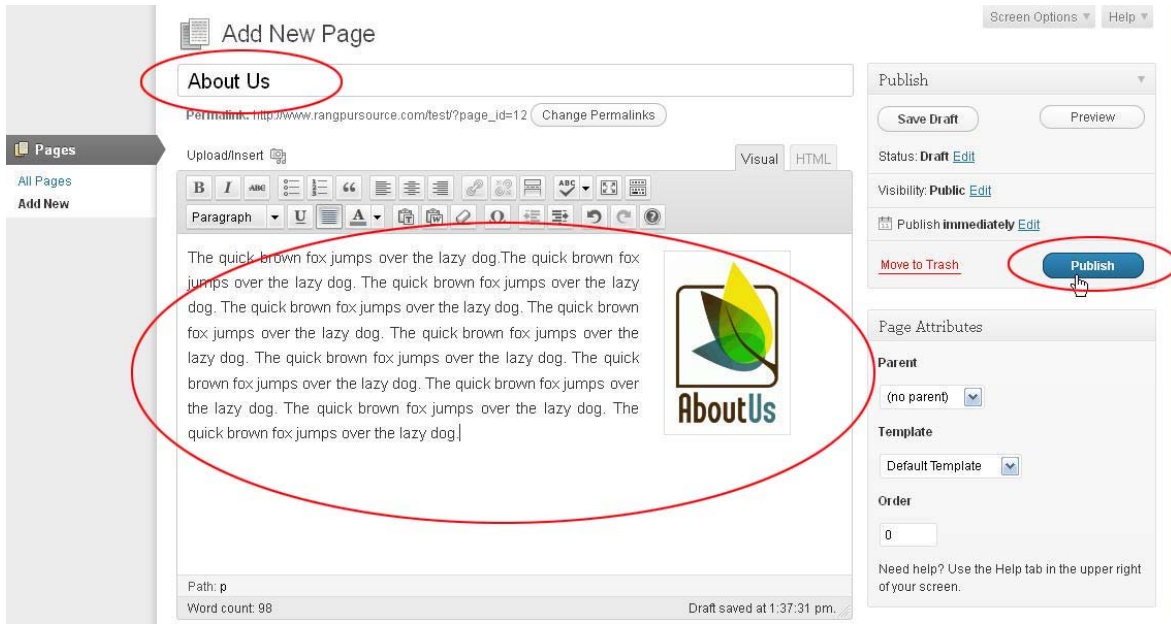 Screen Options Help
Add New Page
About Us
Permalink: http://www.rangpursource.com/test/?page_id=12 Change Permalinks
Pages
All Pages
Add New
Upload/Insert
Visual HTML
B I ABC ABC
Paragraph U A T W Ω
The quick brown fox jumps over the lazy dog.The quick brown fox
jumps over the lazy dog. The quick brown fox jumps over the lazy
dog. The quick brown fox jumps over the lazy dog. The quick brown
fox jumps over the lazy dog. The quick brown fox jumps over the
lazy dog. The quick brown fox jumps over the lazy dog. The quick
brown fox jumps over the lazy dog. The quick brown fox jumps over
the lazy dog. The quick brown fox jumps over the lazy dog. The
quick brown fox jumps over the lazy dog.
AboutUs
Path: p
Word count: 98 Draft saved at 1:37:31 pm.
Publish
Save Draft Preview
Status: Draft Edit
Visibility: Public Edit
Publish immediately Edit
Move to Trash Publish
Page Attributes
Parent
(no parent)
Template
Default Template
Order
0
Need help? Use the Help tab in the upper right
of your screen.